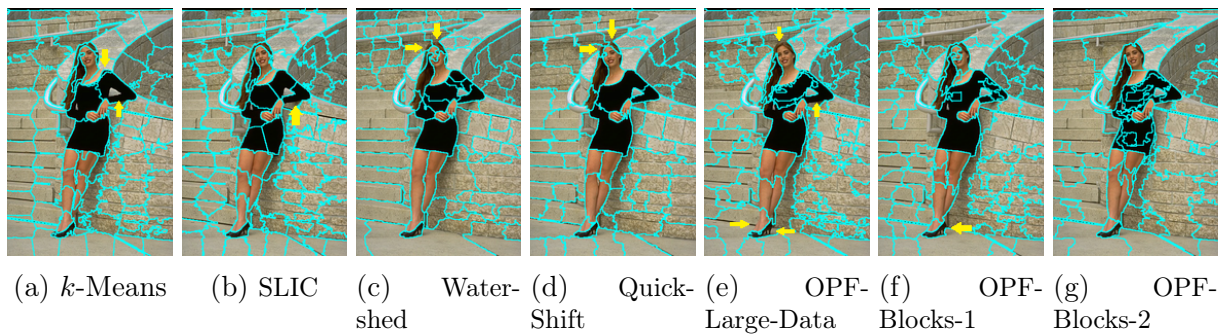 (a) k-Means
(b) SLIC
(c) Water-
shed
(d) Quick-
Shift
(e) OPF-
Large-Data
(f) OPF-
Blocks-1
(g) OPF-
Blocks-2